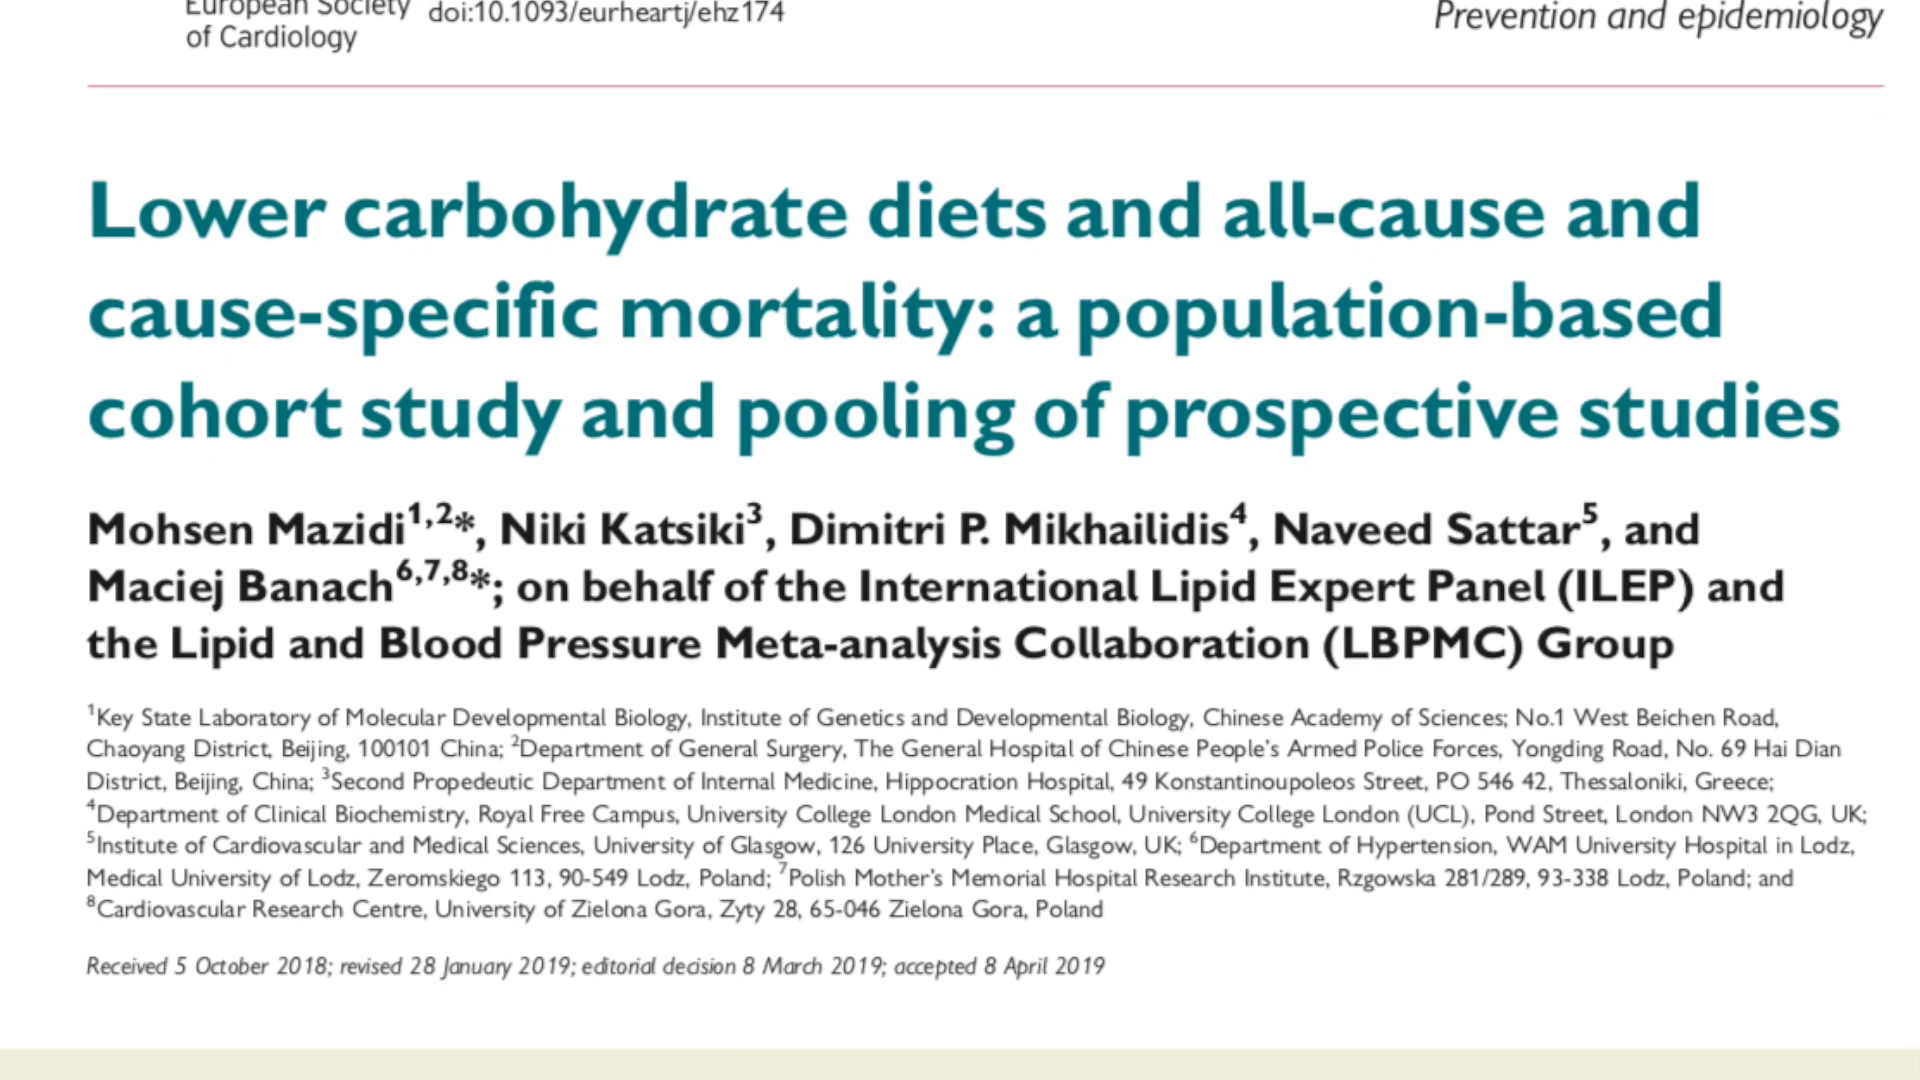 European Society doi:10.1093/eurheartj/ehz174 Prevention and epidemiology
of Cardiology
Lower carbohydrate diets and all-cause and
cause-specific mortality: a population-based
cohort study and pooling of prospective studies
Mohsen Mazidi1,2*, Niki Katsiki3, Dimitri P. Mikhailidis4, Naveed Sattar5, and
Maciej Banach6,7,8*; on behalf of the International Lipid Expert Panel (ILEP) and
the Lipid and Blood Pressure Meta-analysis Collaboration (LBPMC) Group
1Key State Laboratory of Molecular Developmental Biology, Institute of Genetics and Developmental Biology, Chinese Academy of Sciences; No.1 West Beichen Road,
Chaoyang District, Beijing, 100101 China; 2Department of General Surgery, The General Hospital of Chinese People's Armed Police Forces, Yongding Road, No. 69 Hai Dian
District, Beijing, China; 3Second Propedeutic Department of Internal Medicine, Hippocration Hospital, 49 Konstantinoupoleos Street, PO 546 42, Thessaloniki, Greece;
4Department of Clinical Biochemistry, Royal Free Campus, University College London Medical School, University College London (UCL), Pond Street, London NW3 2QG, UK;
5Institute of Cardiovascular and Medical Sciences, University of Glasgow, 126 University Place, Glasgow, UK; 6Department of Hypertension, WAM University Hospital in Lodz,
Medical University of Lodz, Zeromskiego 113, 90-549 Lodz, Poland; 7Polish Mother's Memorial Hospital Research Institute, Rzgowska 281/289, 93-338 Lodz, Poland; and
8Cardiovascular Research Centre, University of Zielona Gora, Zyty 28, 65-046 Zielona Gora, Poland
Received 5 October 2018; revised 28 January 2019; editorial decision 8 March 2019; accepted 8 April 2019